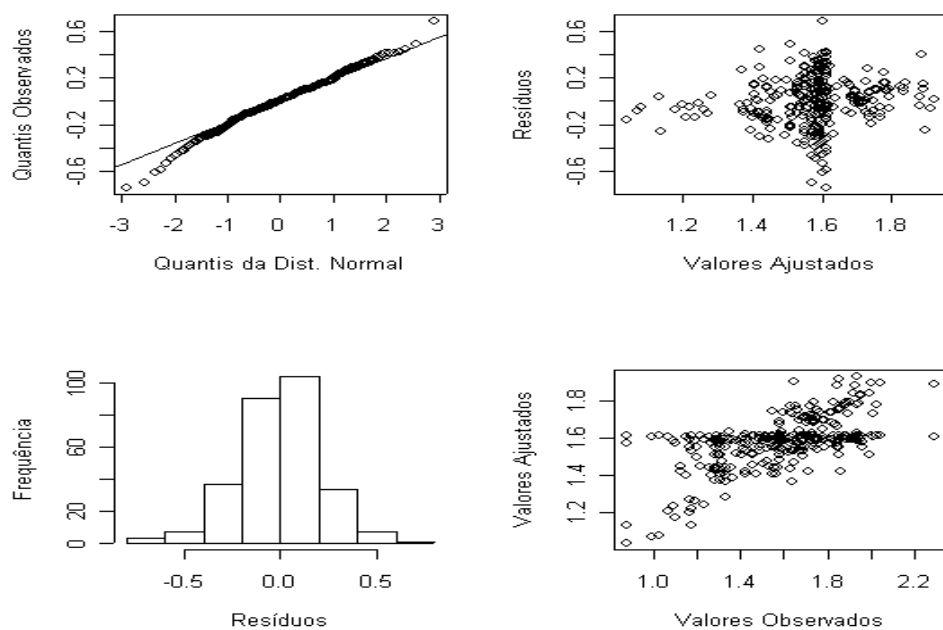 Quantis Observados
0.6
0.2
-0.2
-0.6
-3 -2 -1 0 1 2 3
Quantis da Dist. Normal
Resíduos
0.6
0.2
-0.2
-0.6
1.2 1.4 1.6 1.8
Valores Ajustados
Frequência
100
60
20
0
-0.5 0.0 0.5
Resíduos
Valores Ajustados
1.8
1.6
1.4
1.2
1.0 1.4 1.8 2.2
Valores Observados